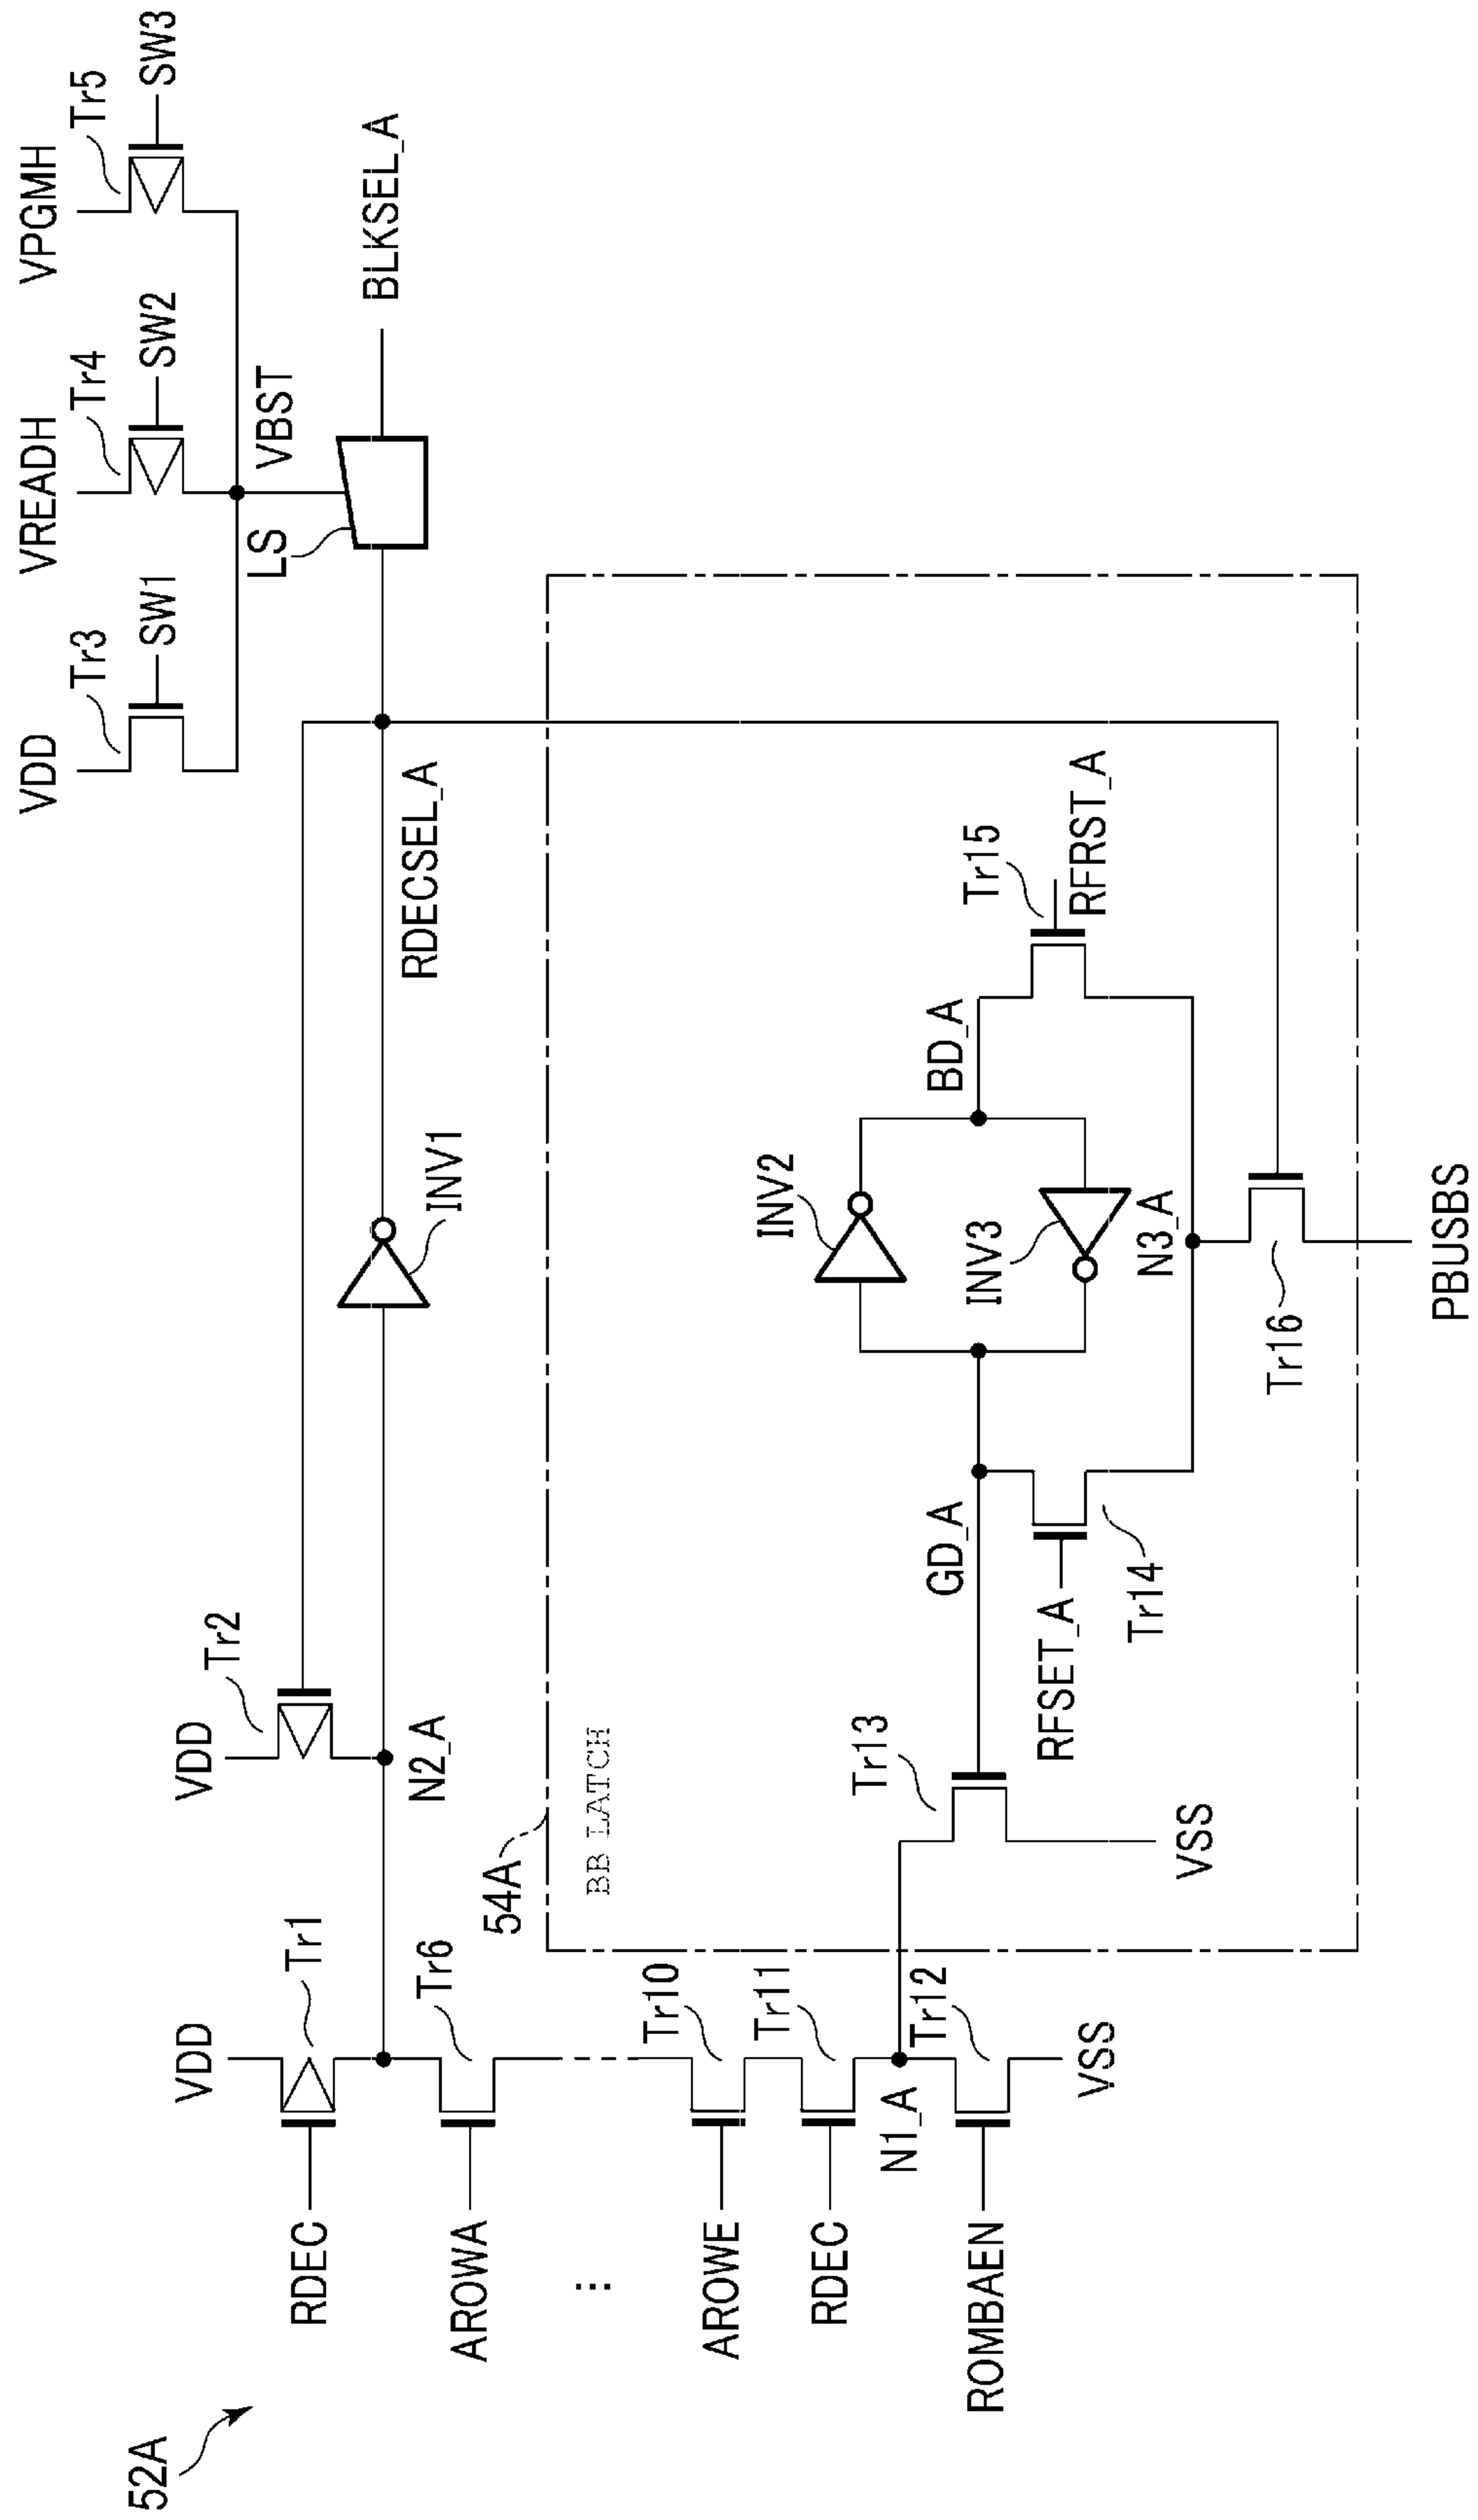 52A
RDEC
AROWA
...
AROWE
RDEC
ROMBAEN
VDD
Tr1
Tr6
Tr10
Tr11
N1_A
Tr12
VSS
VDD
Tr2
N2_A
54A
BB LATCH
Tr13
VSS
GD_A
RFSET_A
Tr14
INV1
INV2
INV3
N3_A
Tr16
PBUSBS
BD_A
Tr15
RFRST_A
RDECSEL_A
VDD
Tr3
SW1
LS
VREADH
Tr4
SW2
VBST
VPGMH
Tr5
SW3
BLKSEL_A